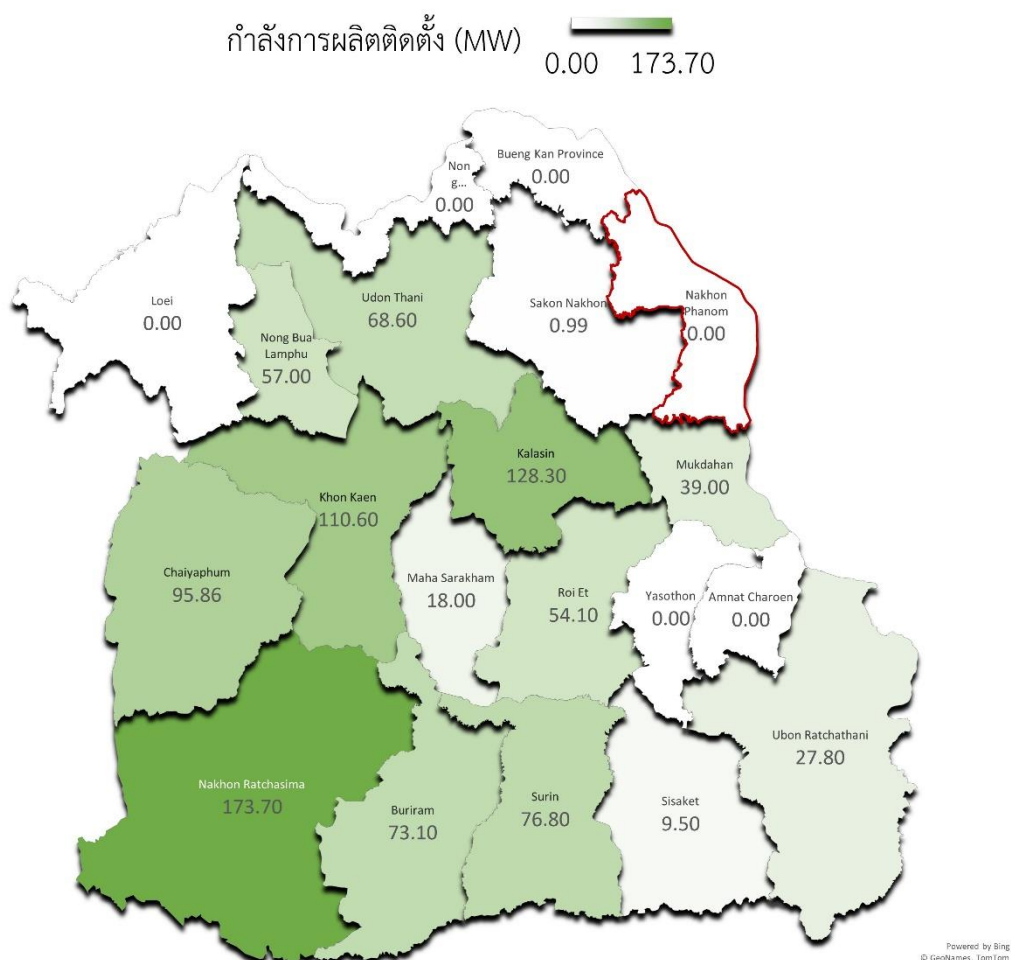 กำลังการผลิตติดตั้ง (MW)
0.00 173.70
Bueng Kan Province
0.00
Non
g...
0.00
Nakhon
Phanom
0.00
Loei
0.00
Udon Thani
68.60
Sakon Nakhon
0.99
Nong Bua
Lamphu
57.00
Kalasin
128.30
Mukdahan
39.00
Khon Kaen
110.60
Chaiyaphum
95.86
Maha Sarakham
18.00
Roi Et
54.10
Yasothon
0.00
Amnat Charoen
0.00
Ubon Ratchathani
27.80
Nakhon Ratchasima
173.70
Buriram
73.10
Surin
76.80
Sisaket
9.50
Powered by Bing
© GeoNames, TomTom